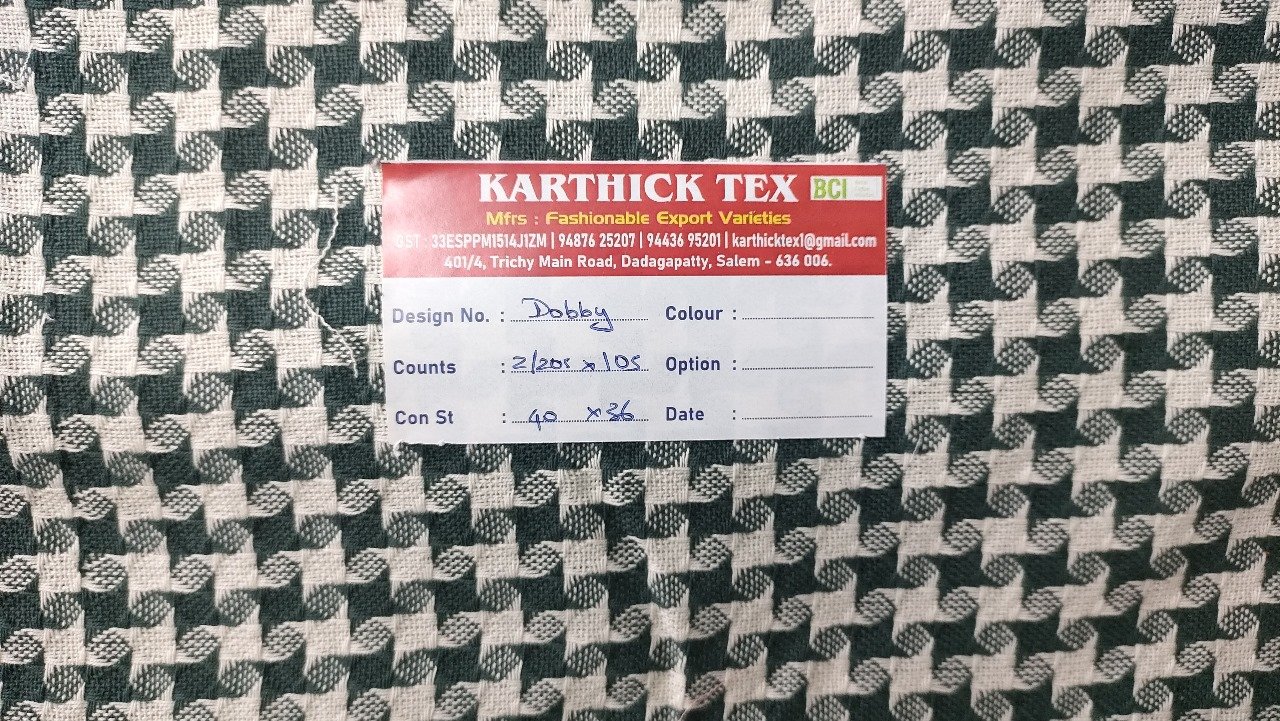 KARTHICK TEX BCI
Mfrs : Fashionable Export Varieties
GST : 33ESPPM1514J1ZM | 94876 25207 | 94436 95201 | karthicktex1@gmail.com
401/4, Trichy Main Road, Dadagapatty, Salem - 636 006.
Design No. : Dobby Colour :
Counts : 2/20s x 10s Option :
Con St : 40 x 36 Date :